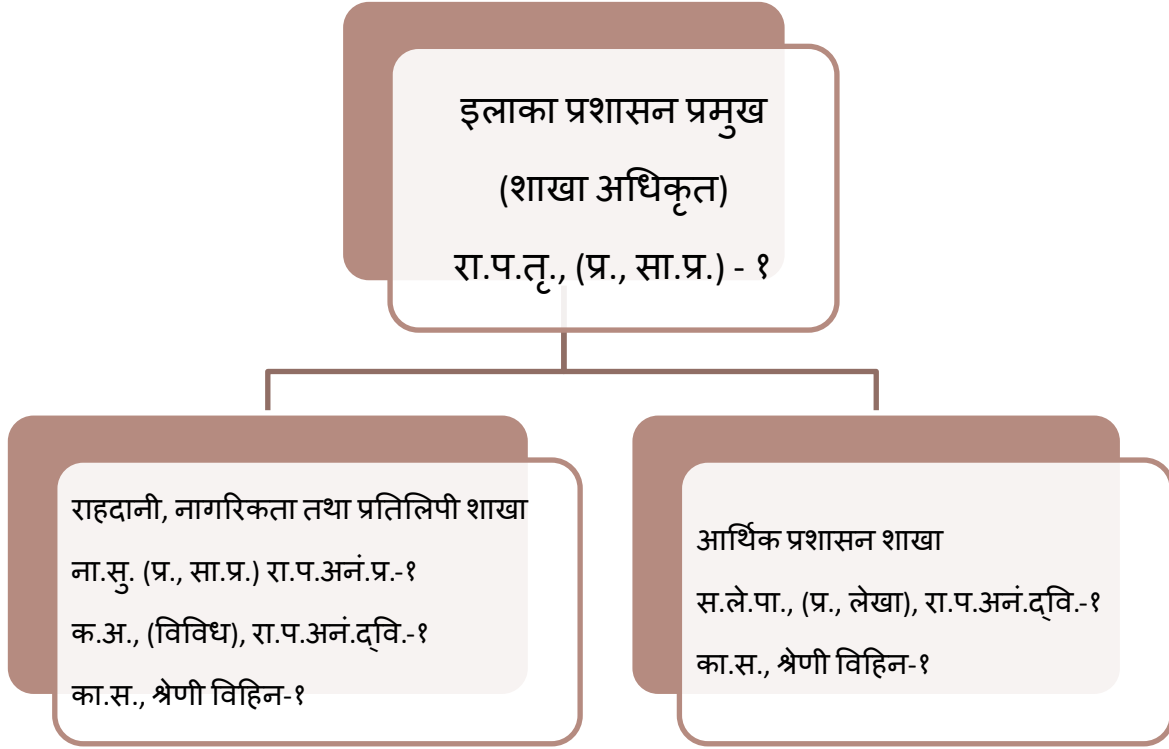 इलाका प्रशासन प्रमुख
(शाखा अधिकृत)
रा.प.तृ., (प्र., सा.प्र.) - १
राहदानी, नागरिकता तथा प्रतिलिपी शाखा
ना.सु. (प्र., सा.प्र.) रा.प.अनं.प्र.-१
क.अ., (विविध), रा.प.अनं.द्वि.-१
का.स., श्रेणी विहिन-१
आर्थिक प्रशासन शाखा
स.ले.पा., (प्र., लेखा), रा.प.अनं.द्वि.-१
का.स., श्रेणी विहिन-१